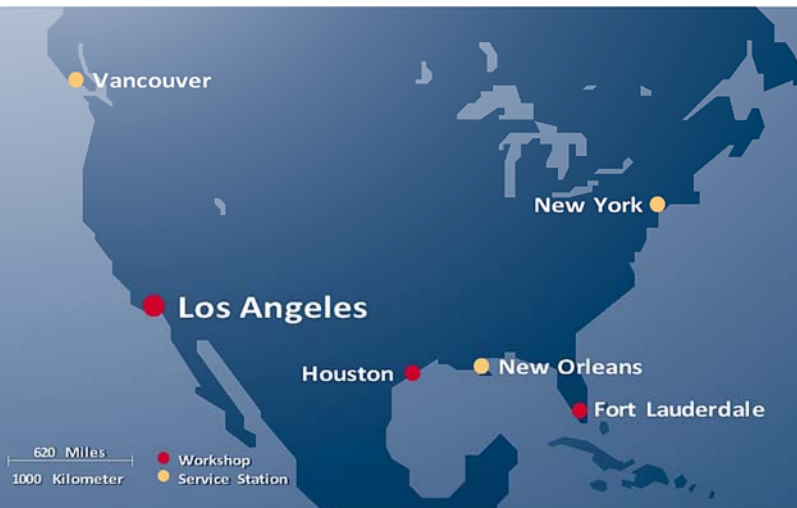 Vancouver
New York
Los Angeles
Houston
New Orleans
Fort Lauderdale
620 Miles
1000 Kilometer
Workshop
Service Station